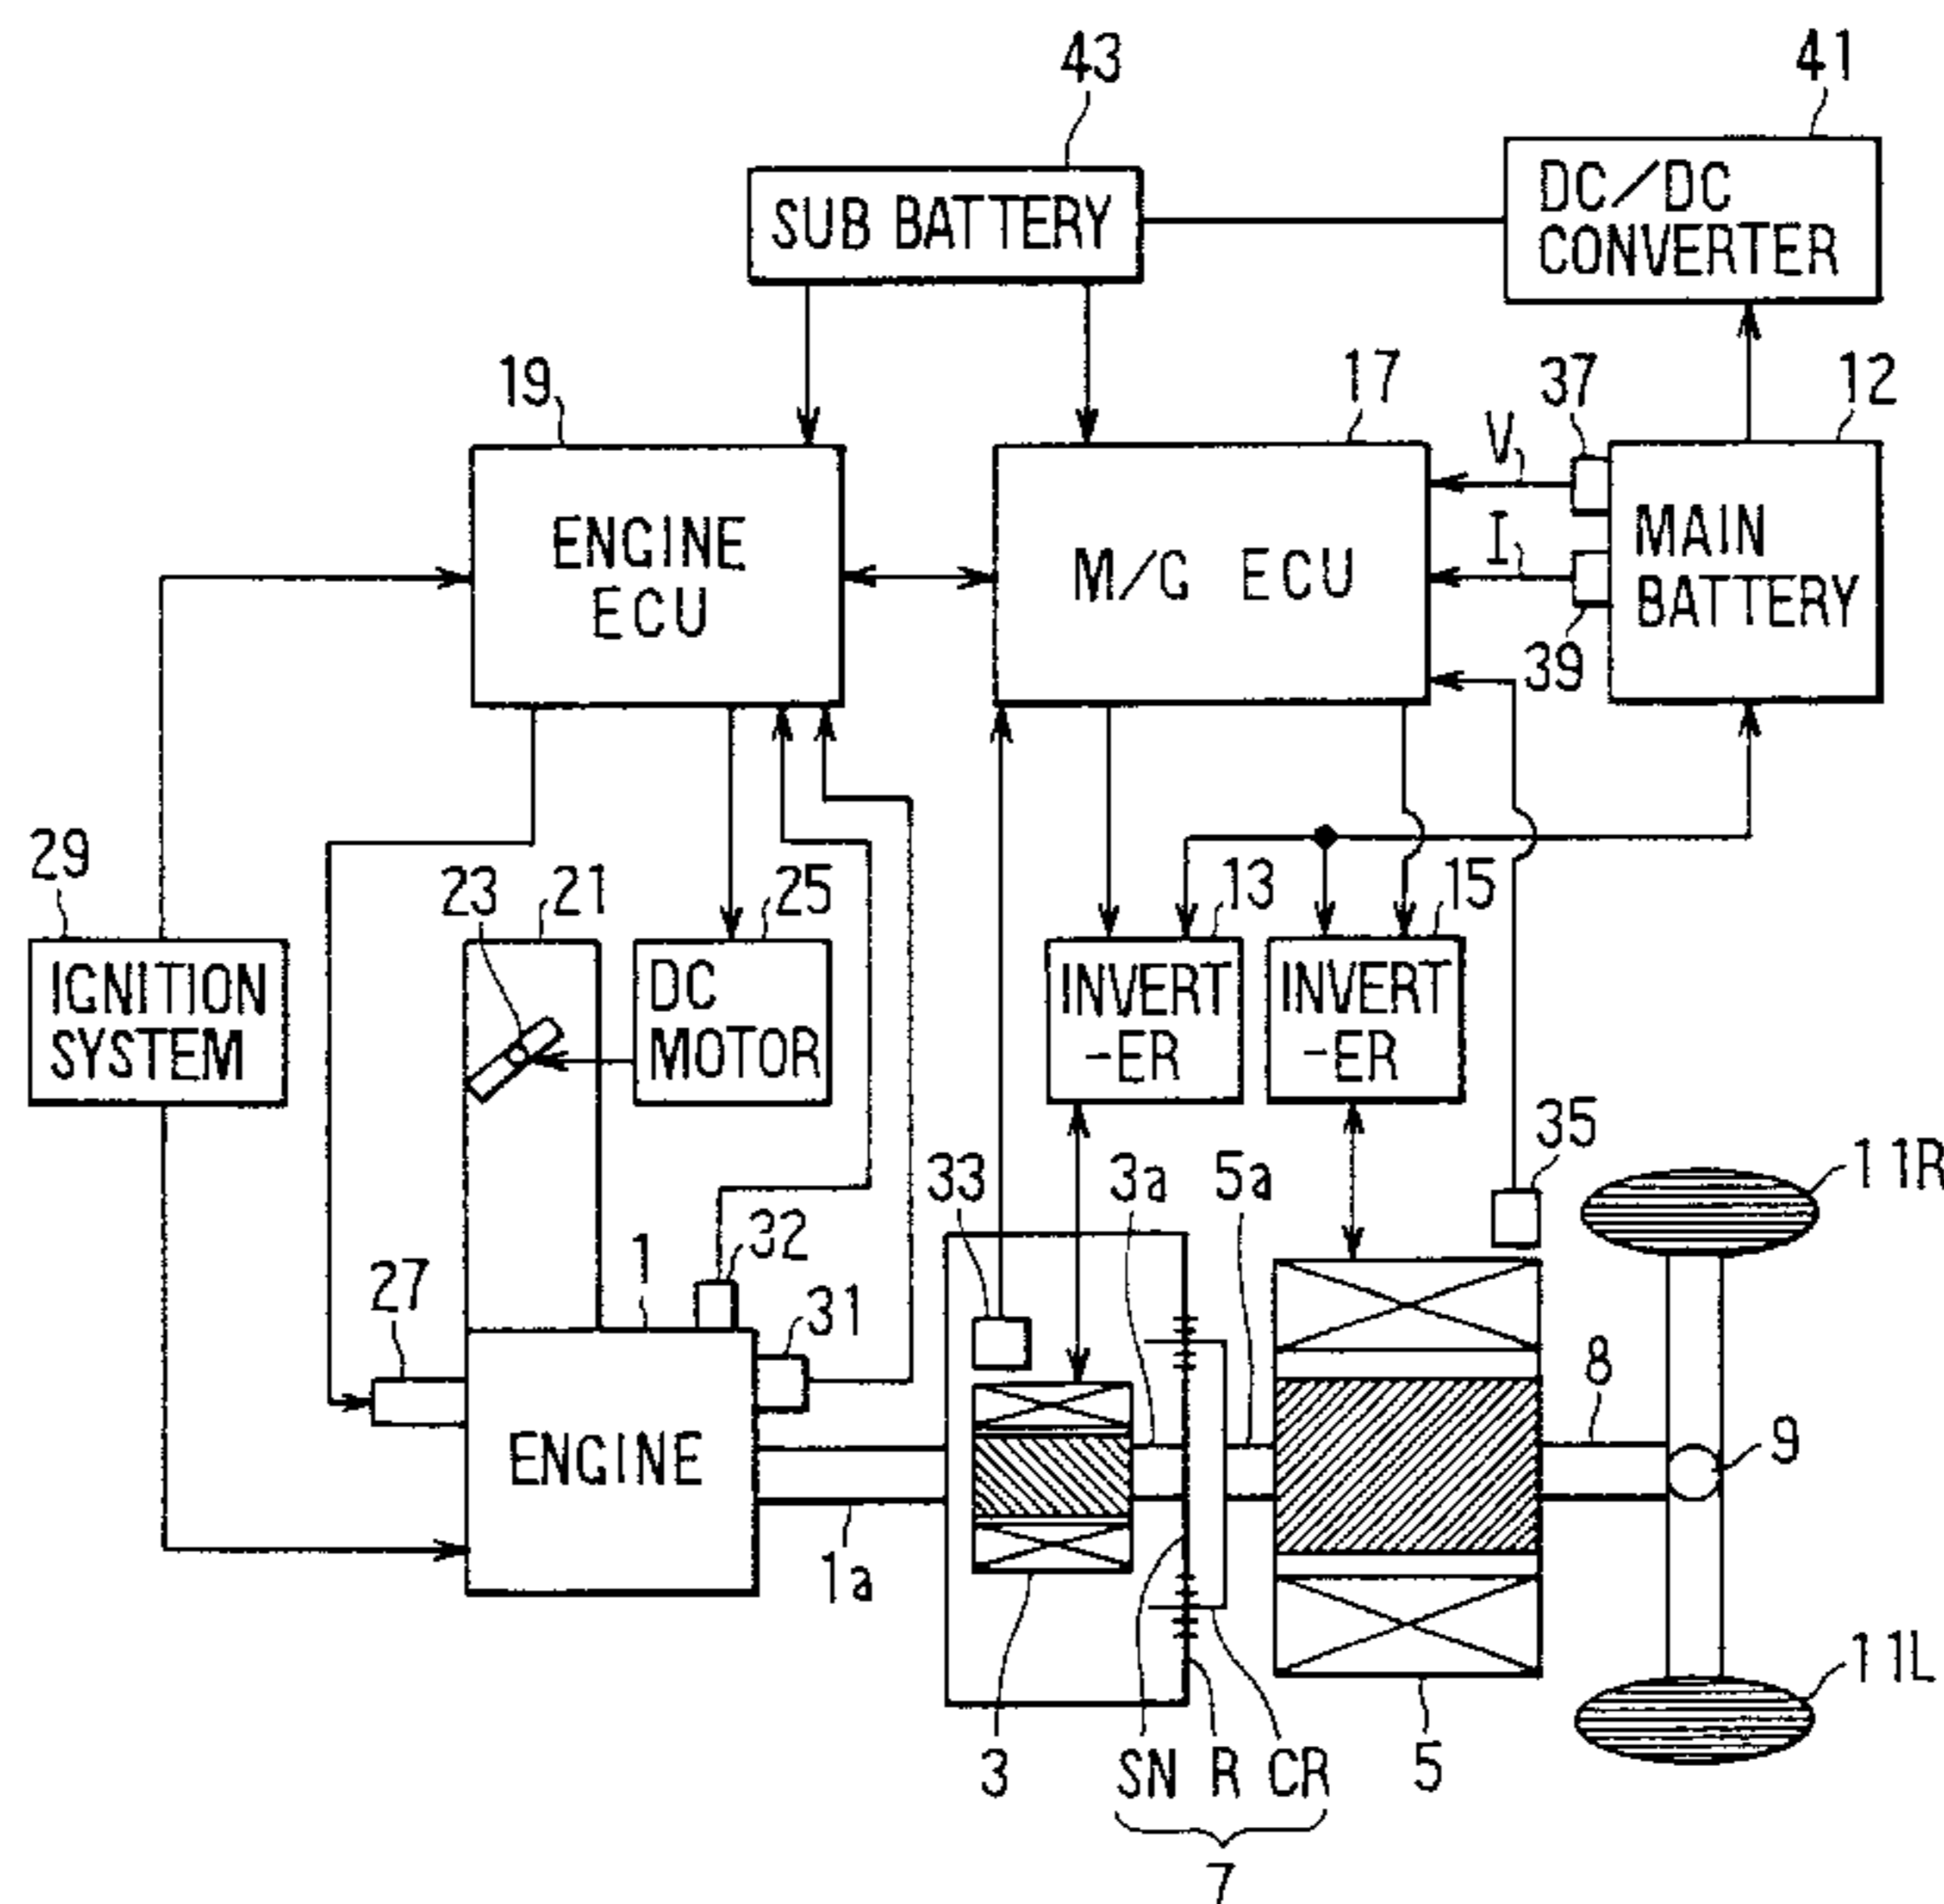 43
41
SUB BATTERY
DC/DC
CONVERTER
19
17
37
12
V
I
ENGINE
ECU
M/G ECU
MAIN
BATTERY
39
29
23
21
25
13
15
IGNITION
SYSTEM
DC
MOTOR
INVERT
-ER
INVERT
-ER
35
33
3a
5a
11R
27
1
32
31
8
9
ENGINE
1a
11L
3
SN R CR
5
7